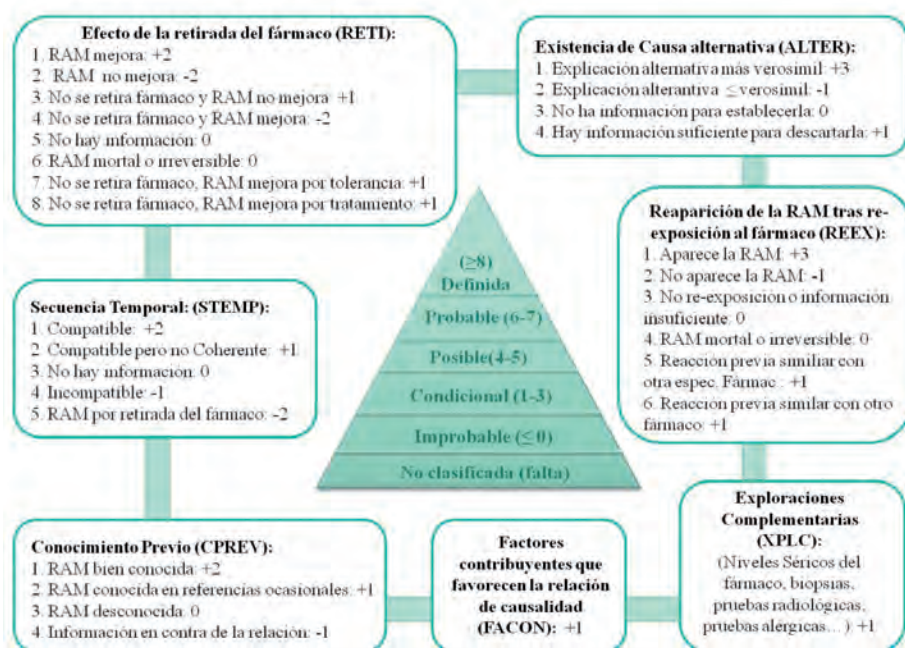 Efecto de la retirada del fármaco (RETI):
1. RAM mejora: +2
2. RAM no mejora: -2
3. No se retira fármaco y RAM no mejora: +1
4. No se retira fármaco y RAM mejora: -2
5. No hay información: 0
6. RAM mortal o irreversible: 0
7. No se retira fármaco, RAM mejora por tolerancia: +1
8. No se retira fármaco, RAM mejora por tratamiento: +1
Existencia de Causa alternativa (ALTER):
1. Explicación alternativa más verosimil: +3
2. Explicación alterantiva ≤verosimil: -1
3. No ha información para establecerla: 0
4. Hay información suficiente para descartarla: +1
Reaparición de la RAM tras re-
exposición al fármaco (REEX):
1. Aparece la RAM: +3
2. No aparece la RAM: -1
3. No re-exposición o información
insuficiente: 0
4. RAM mortal o irreversible: 0
5. Reacción previa similiar con
otra espec. Fármac : +1
6. Reacción previa similar con otro
fármaco: +1
Secuencia Temporal: (STEMP):
1. Compatible: +2
2. Compatible pero no Coherente: +1
3. No hay información: 0
4. Incompatible: -1
5. RAM por retirada del fármaco: -2
(≥8)
Definida
Probable (6-7)
Posible(4-5)
Condicional (1-3)
Improbable (≤ 0)
No clasificada (falta)
Conocimiento Previo (CPREV):
1. RAM bien conocida: +2
2. RAM conocida en referencias ocasionales: +1
3. RAM desconocida: 0
4. Información en contra de la relación: -1
Factores
contribuyentes que
favorecen la relación
de causalidad
(FACON): +1
Exploraciones
Complementarias
(XPLC):
(Niveles Séricos del
fármaco, biopsias,
pruebas radiológicas,
pruebas alérgicas... ) +1